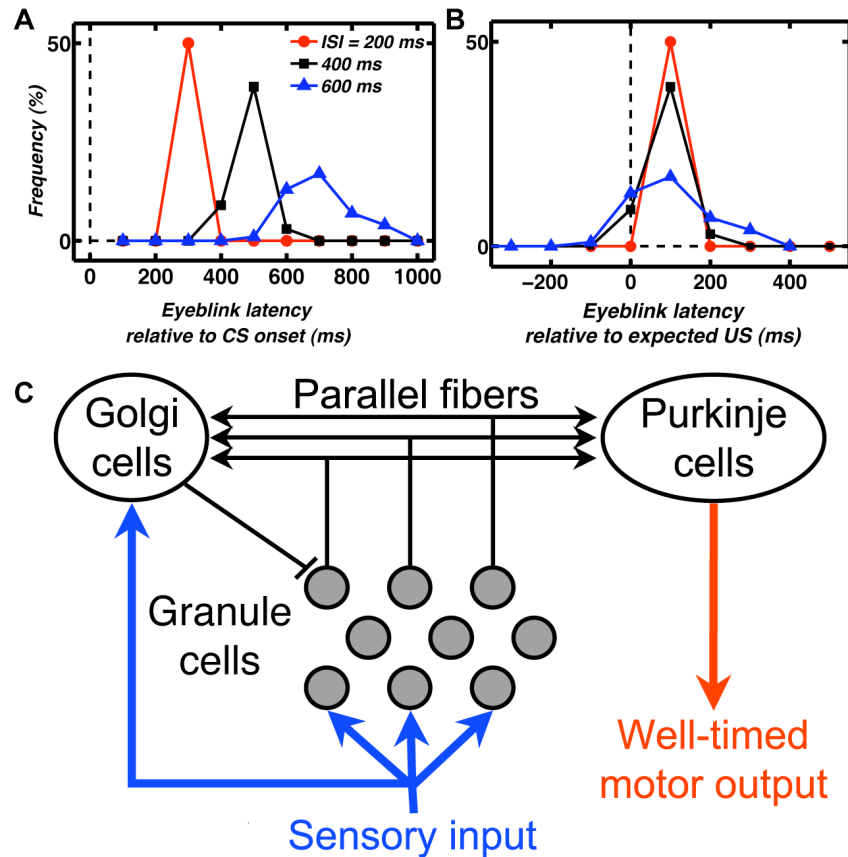 A
50
Frequency (%)
0
ISI = 200 ms
400 ms
600 ms
0 200 400 600 800 1000
Eyeblink latency
relative to CS onset (ms)
B
50
0
−200 0 200 400
Eyeblink latency
relative to expected US (ms)
C
Golgi
cells
Parallel fibers
Purkinje
cells
Granule
cells
Well-timed
motor output
Sensory input